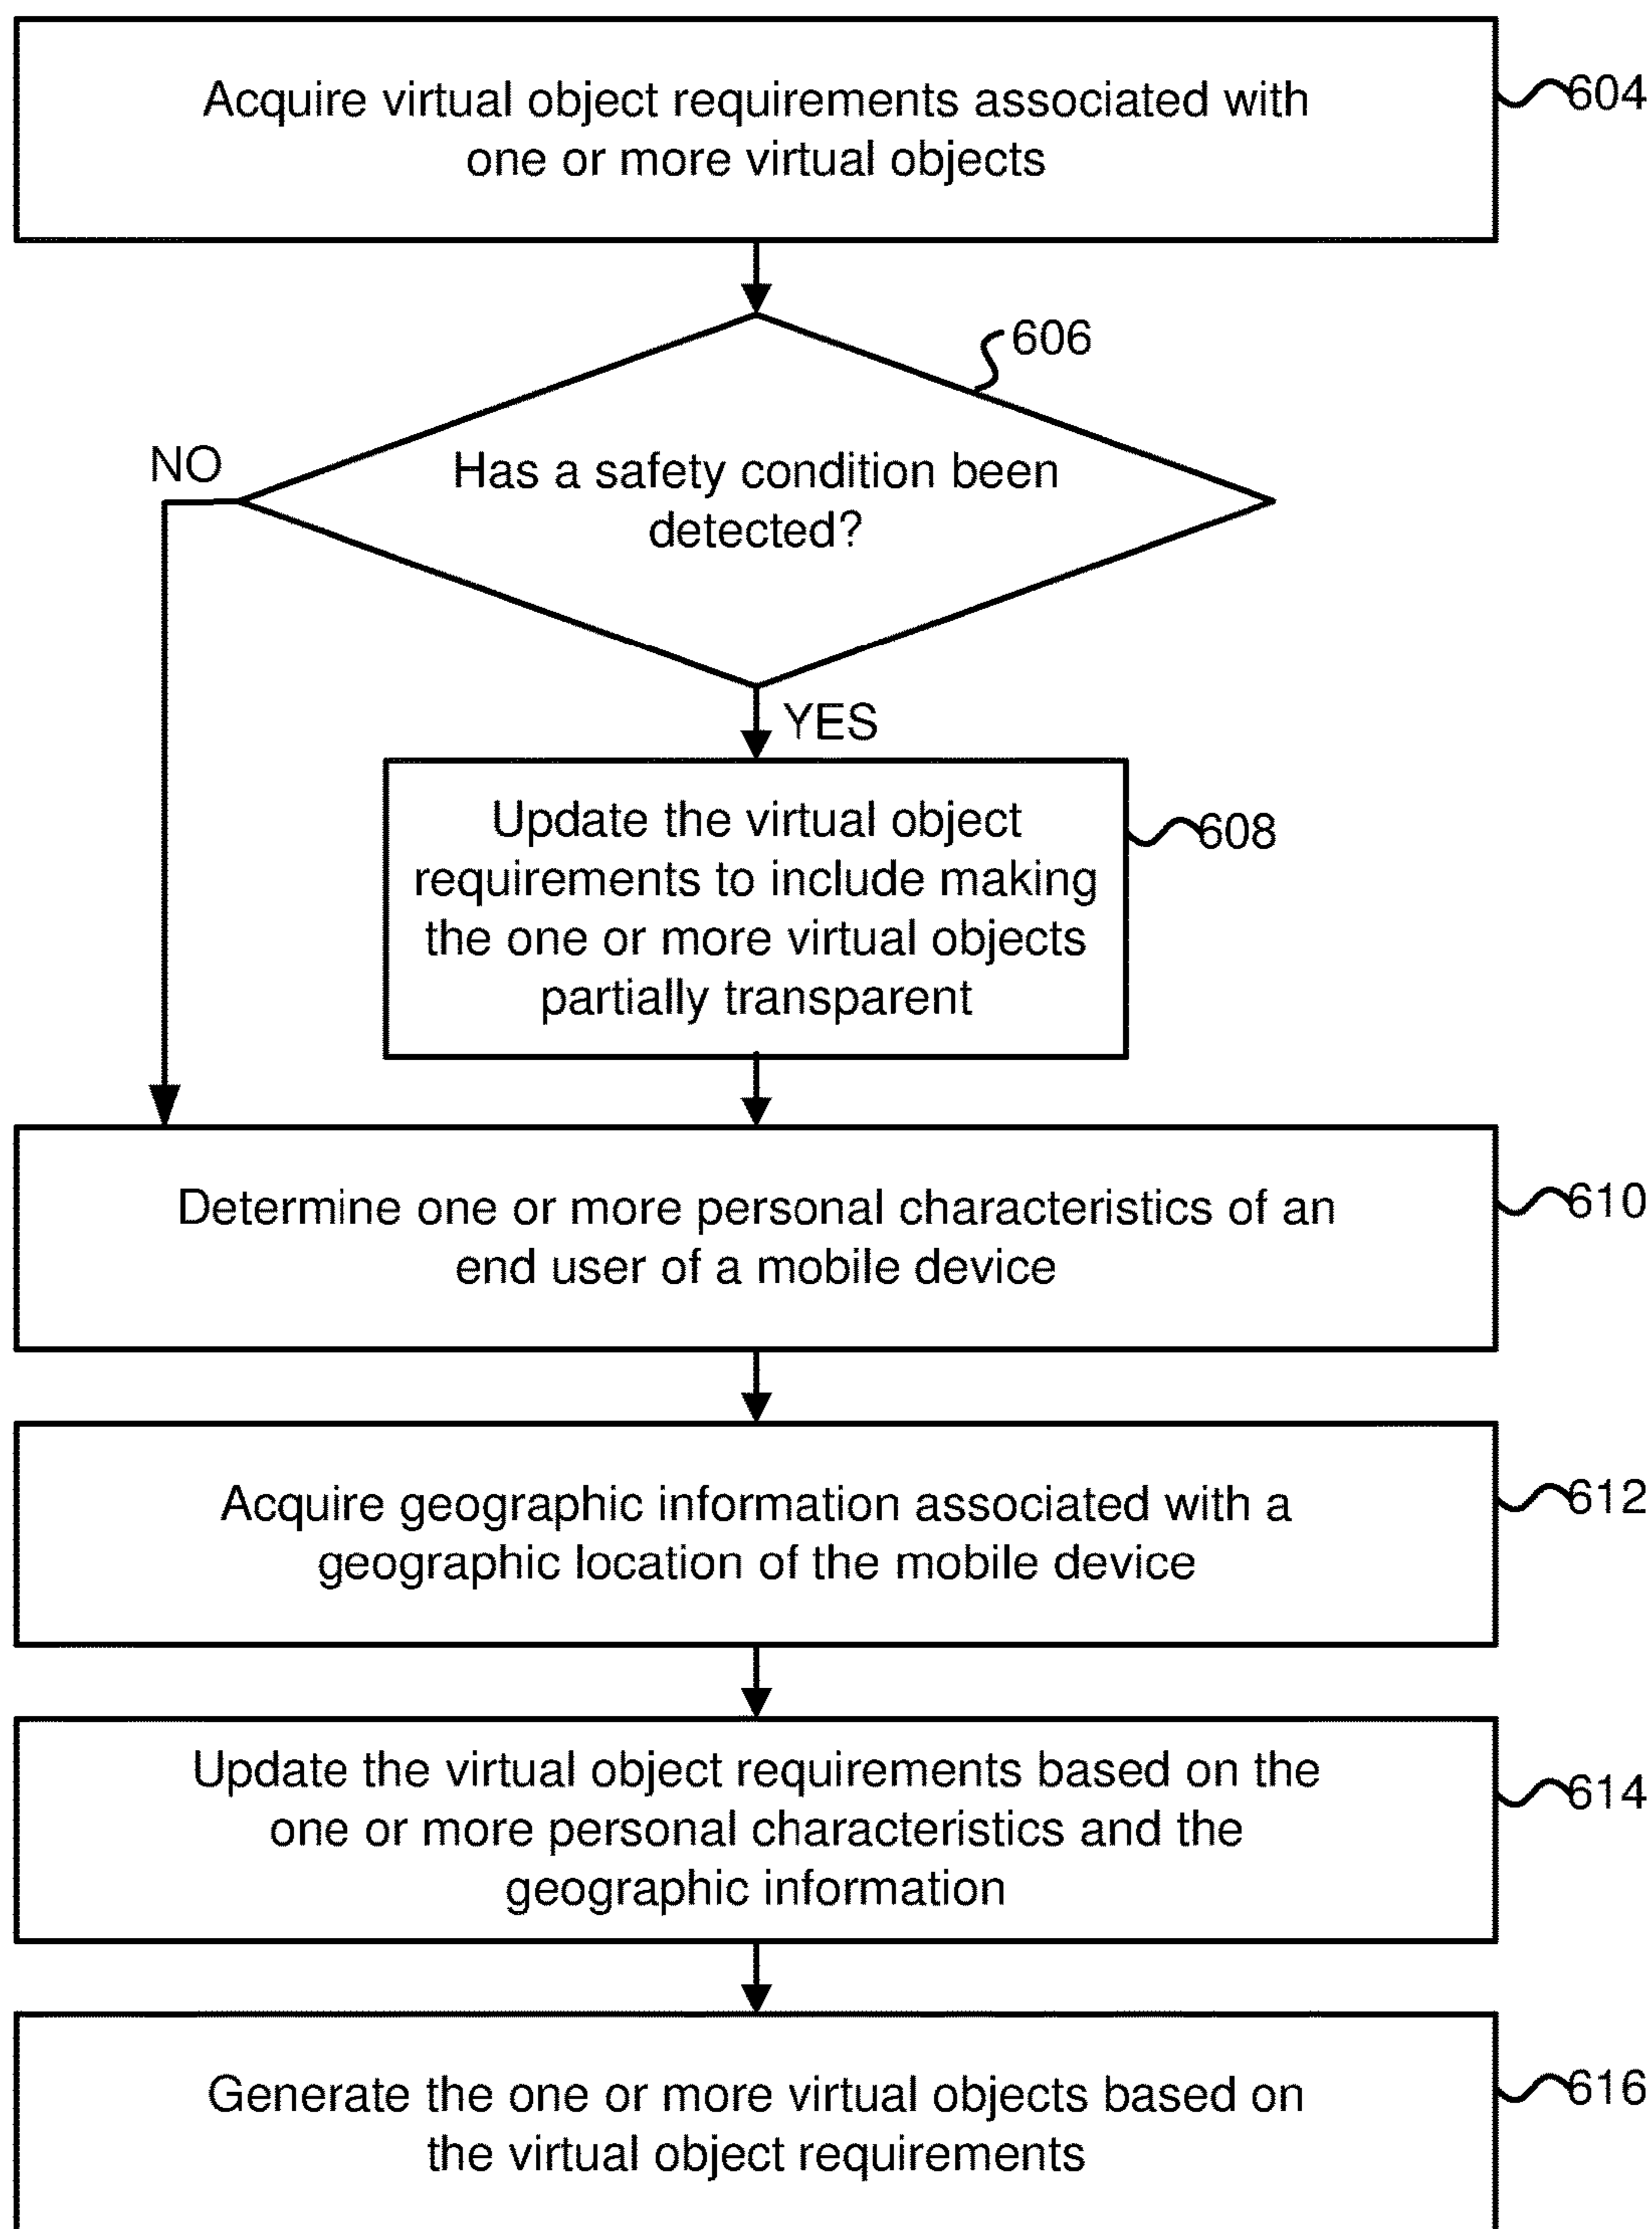 Acquire virtual object requirements associated with
one or more virtual objects
604
606
Has a safety condition been
detected?
NO
YES
Update the virtual object
requirements to include making
the one or more virtual objects
partially transparent
608
Determine one or more personal characteristics of an
end user of a mobile device
610
Acquire geographic information associated with a
geographic location of the mobile device
612
Update the virtual object requirements based on the
one or more personal characteristics and the
geographic information
614
Generate the one or more virtual objects based on
the virtual object requirements
616